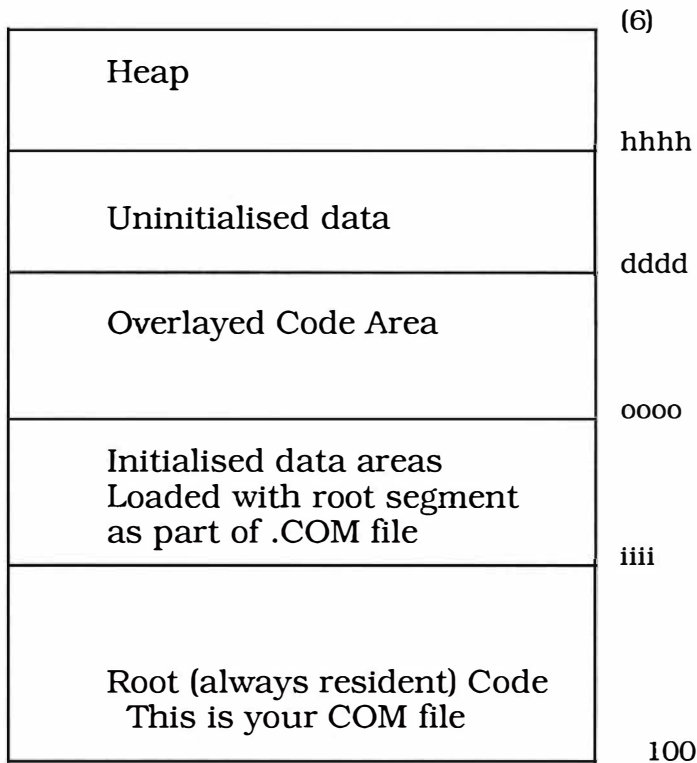 (6)
Heap
hhhh
Uninitialised data
dddd
Overlayed Code Area
oooo
Initialised data areas
Loaded with root segment
as part of .COM file
iiii
Root (always resident) Code
This is your COM file
100